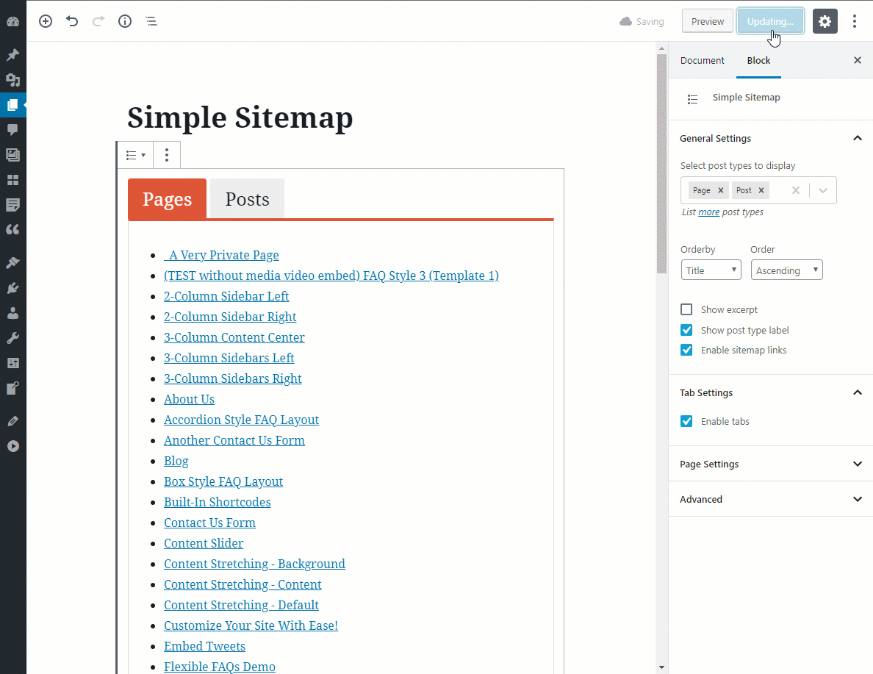 Saving
Preview
Updating...
Document
Block
Simple Sitemap
Simple Sitemap
Pages
Posts
A Very Private Page
(TEST without media video embed) FAQ Style 3 (Template 1)
2-Column Sidebar Left
2-Column Sidebar Right
3-Column Content Center
3-Column Sidebars Left
3-Column Sidebars Right
About Us
Accordion Style FAQ Layout
Another Contact Us Form
Blog
Box Style FAQ Layout
Built-In Shortcodes
Contact Us Form
Content Slider
Content Stretching - Background
Content Stretching - Content
Content Stretching - Default
Customize Your Site With Ease!
Embed Tweets
Flexible FAQs Demo
General Settings
Select post types to display
Page
Post
List more post types
Orderby
Order
Title
Ascending
Show excerpt
Show post type label
Enable sitemap links
Tab Settings
Enable tabs
Page Settings
Advanced